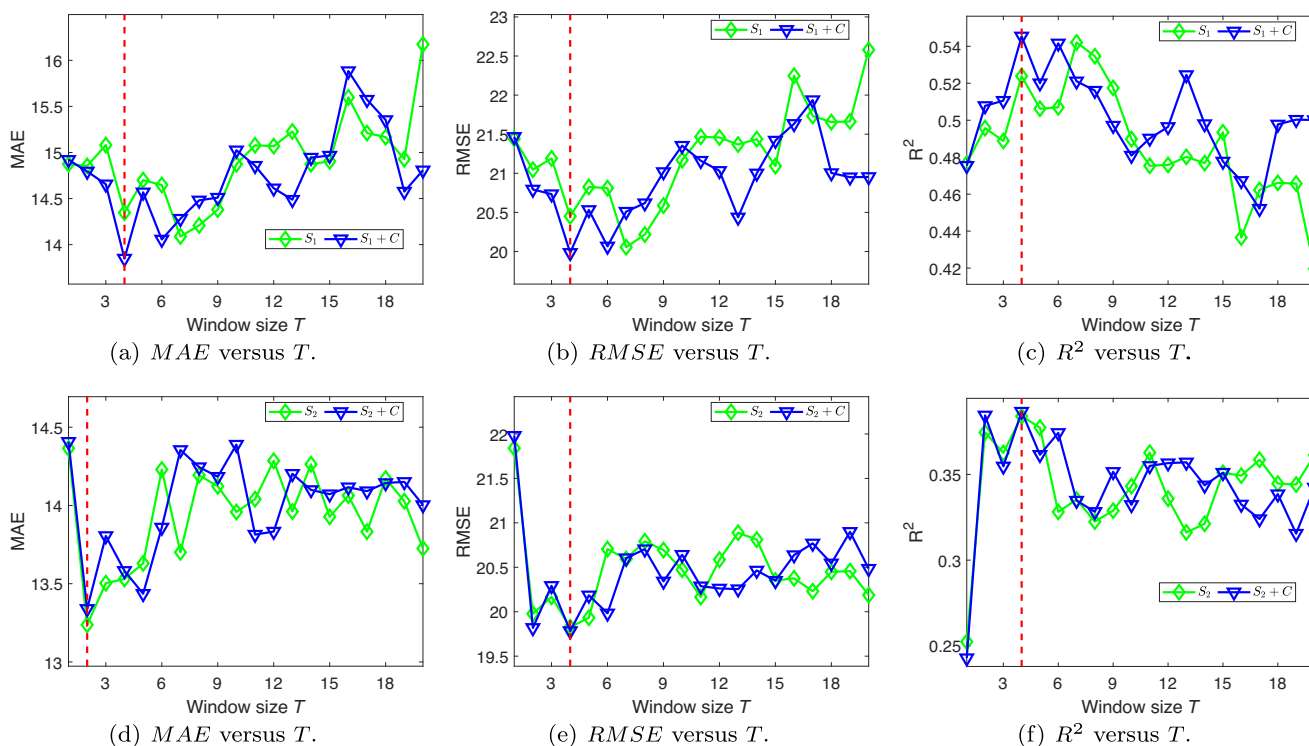 23
S₁ S₁ + C
S₁ S₁ + C
16
22.5
0.54
22
15.5
0.52
21.5
MAE
15
RMSE
R²
0.5
21
0.48
14.5
20.5
0.46
S₁ S₁ + C
14
20
0.44
0.42
3 6 9 12 15 18
3 6 9 12 15 18
3 6 9 12 15 18
Window size T
Window size T
Window size T
(a) MAE versus T.
(b) RMSE versus T.
(c) R² versus T.
S₂ S₂ + C
S₂ S₂ + C
14.5
22
0.35
21.5
14
MAE
21
RMSE
R²
0.3
20.5
13.5
S₂ S₂ + C
20
0.25
13
19.5
3 6 9 12 15 18
3 6 9 12 15 18
3 6 9 12 15 18
Window size T
Window size T
Window size T
(d) MAE versus T.
(e) RMSE versus T.
(f) R² versus T.